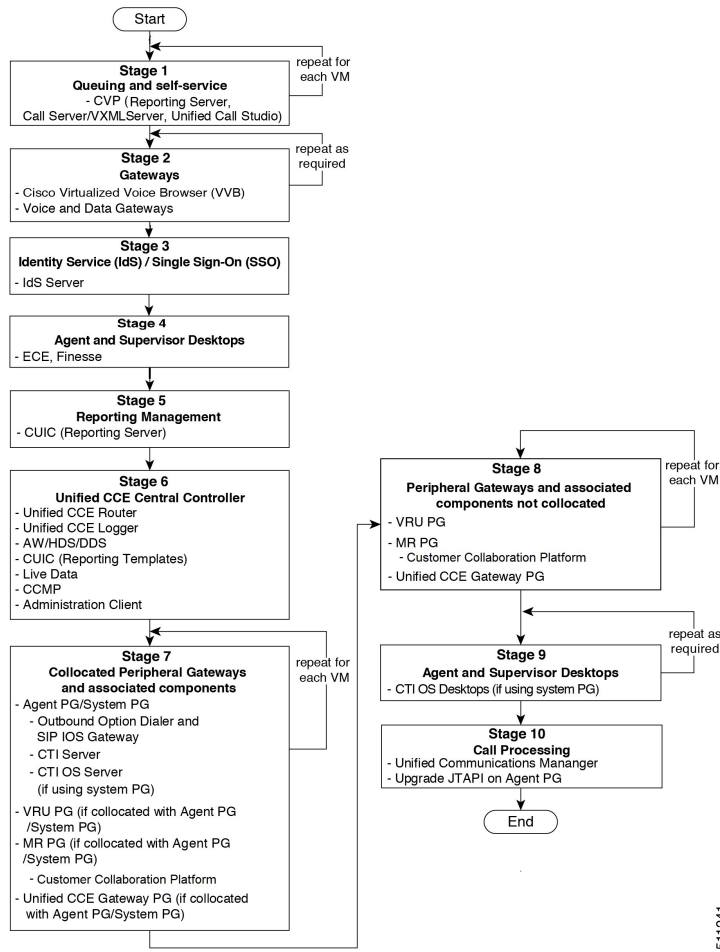 Start
repeat for
each VM
Stage 1
Queuing and self-service
- CVP (Reporting Server,
Call Server/VXMLServer, Unified Call Studio)
repeat as
required
Stage 2
Gateways
- Cisco Virtualized Voice Browser (VVB)
- Voice and Data Gateways
Stage 3
Identity Service (IdS) / Single Sign-On (SSO)
- IdS Server
Stage 4
Agent and Supervisor Desktops
- ECE, Finesse
Stage 5
Reporting Management
- CUIC (Reporting Server)
Stage 6
Unified CCE Central Controller
- Unified CCE Router
- Unified CCE Logger
- AW/HDS/DDS
- CUIC (Reporting Templates)
- Live Data
- CCMP
- Administration Client
repeat for
each VM
Stage 7
Collocated Peripheral Gateways
and associated components
- Agent PG/System PG
- Outbound Option Dialer and
SIP IOS Gateway
- CTI Server
- CTI OS Server
(if using system PG)
- VRU PG (if collocated with Agent PG
/System PG)
- MR PG (if collocated with Agent PG
/System PG)
- Customer Collaboration Platform
- Unified CCE Gateway PG (if collocated
with Agent PG/System PG)
repeat for
each VM
Stage 8
Peripheral Gateways and associated
components not collocated
- VRU PG
- MR PG
- Customer Collaboration Platform
- Unified CCE Gateway PG
repeat as
required
Stage 9
Agent and Supervisor Desktops
- CTI OS Desktops (if using system PG)
Stage 10
Call Processing
- Unified Communications Mananger
- Upgrade JTAPI on Agent PG
End